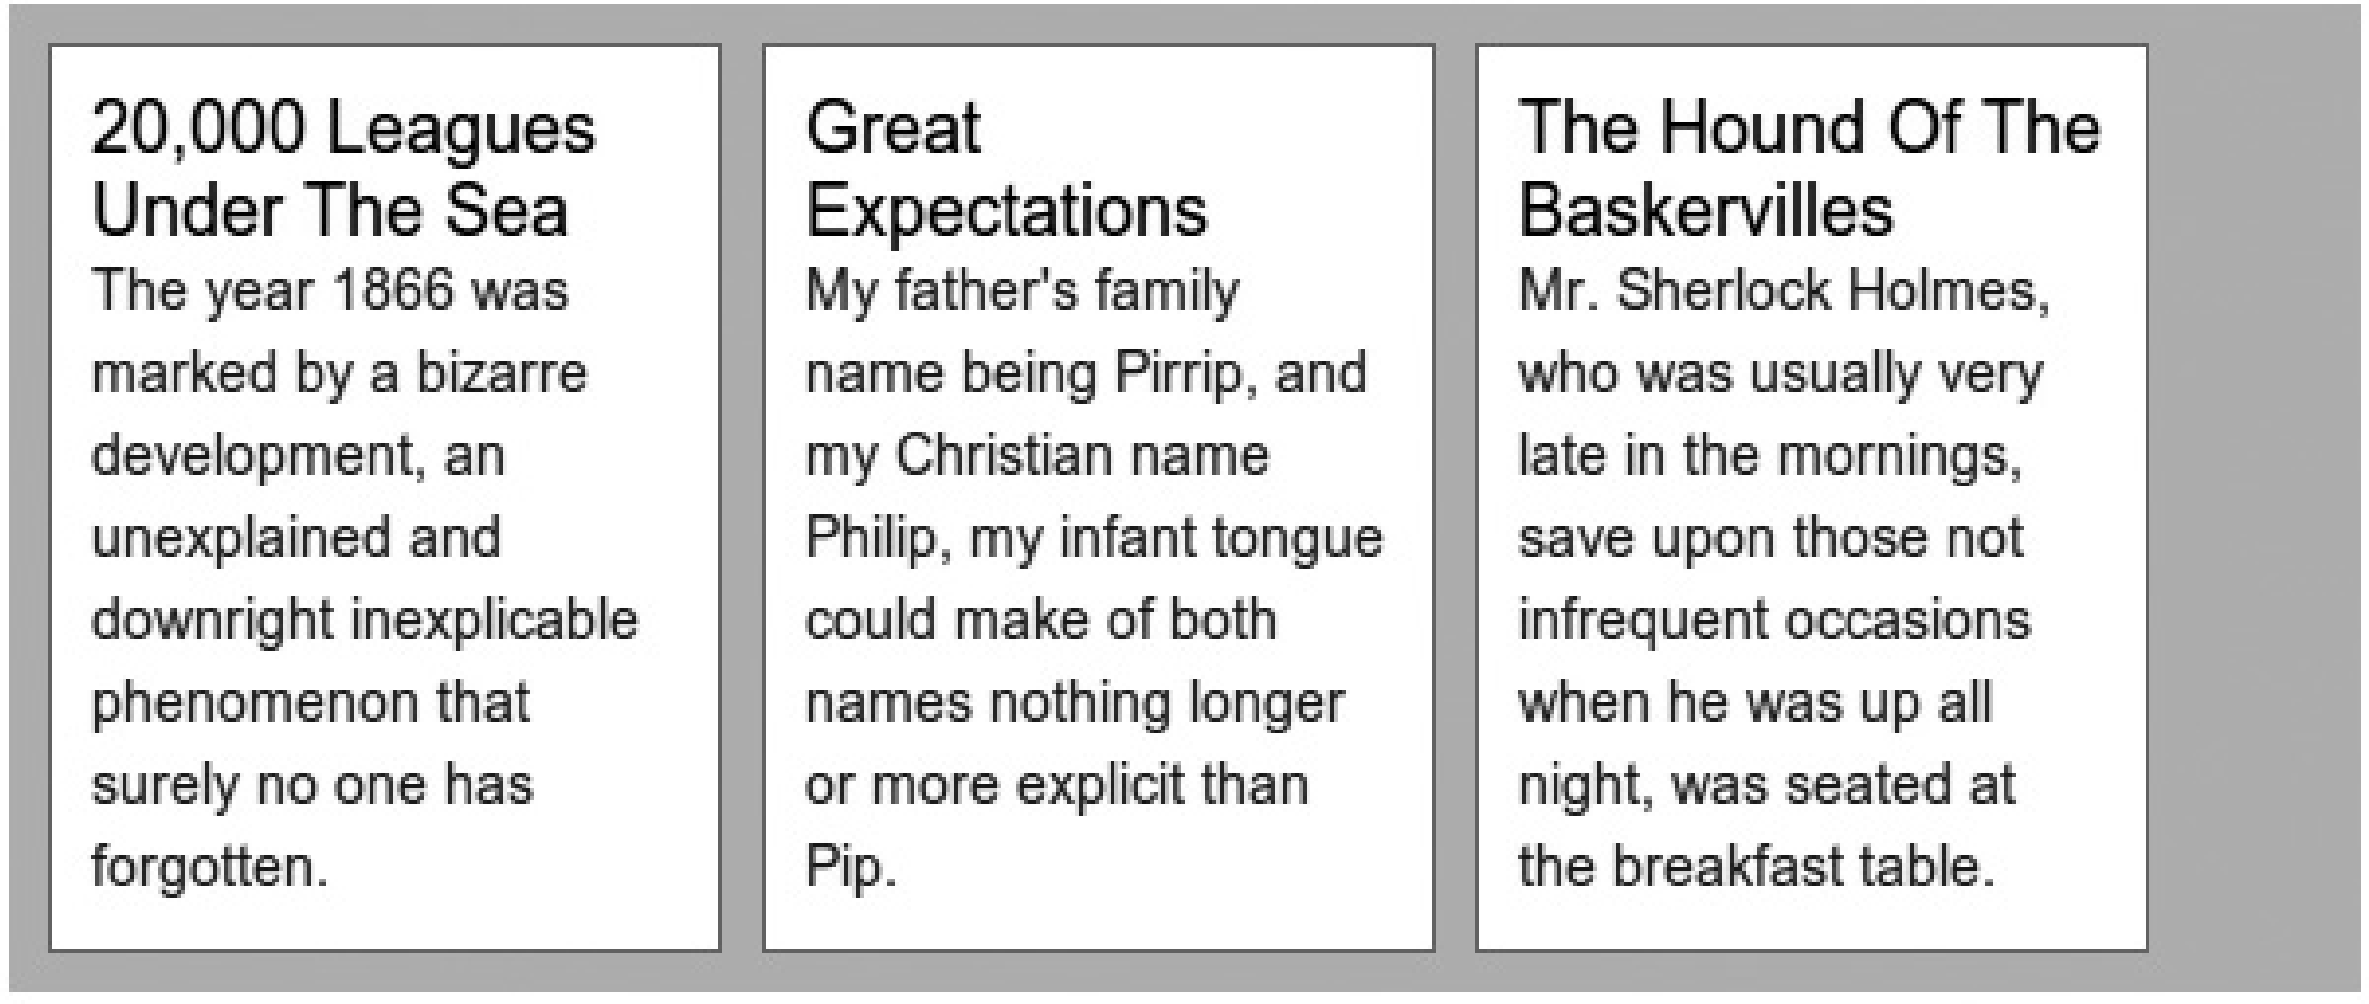 20,000 Leagues
Under The Sea
The year 1866 was
marked by a bizarre
development, an
unexplained and
downright inexplicable
phenomenon that
surely no one has
forgotten.
Great
Expectations
My father's family
name being Pirrip, and
my Christian name
Philip, my infant tongue
could make of both
names nothing longer
or more explicit than
Pip.
The Hound Of The
Baskervilles
Mr. Sherlock Holmes,
who was usually very
late in the mornings,
save upon those not
infrequent occasions
when he was up all
night, was seated at
the breakfast table.